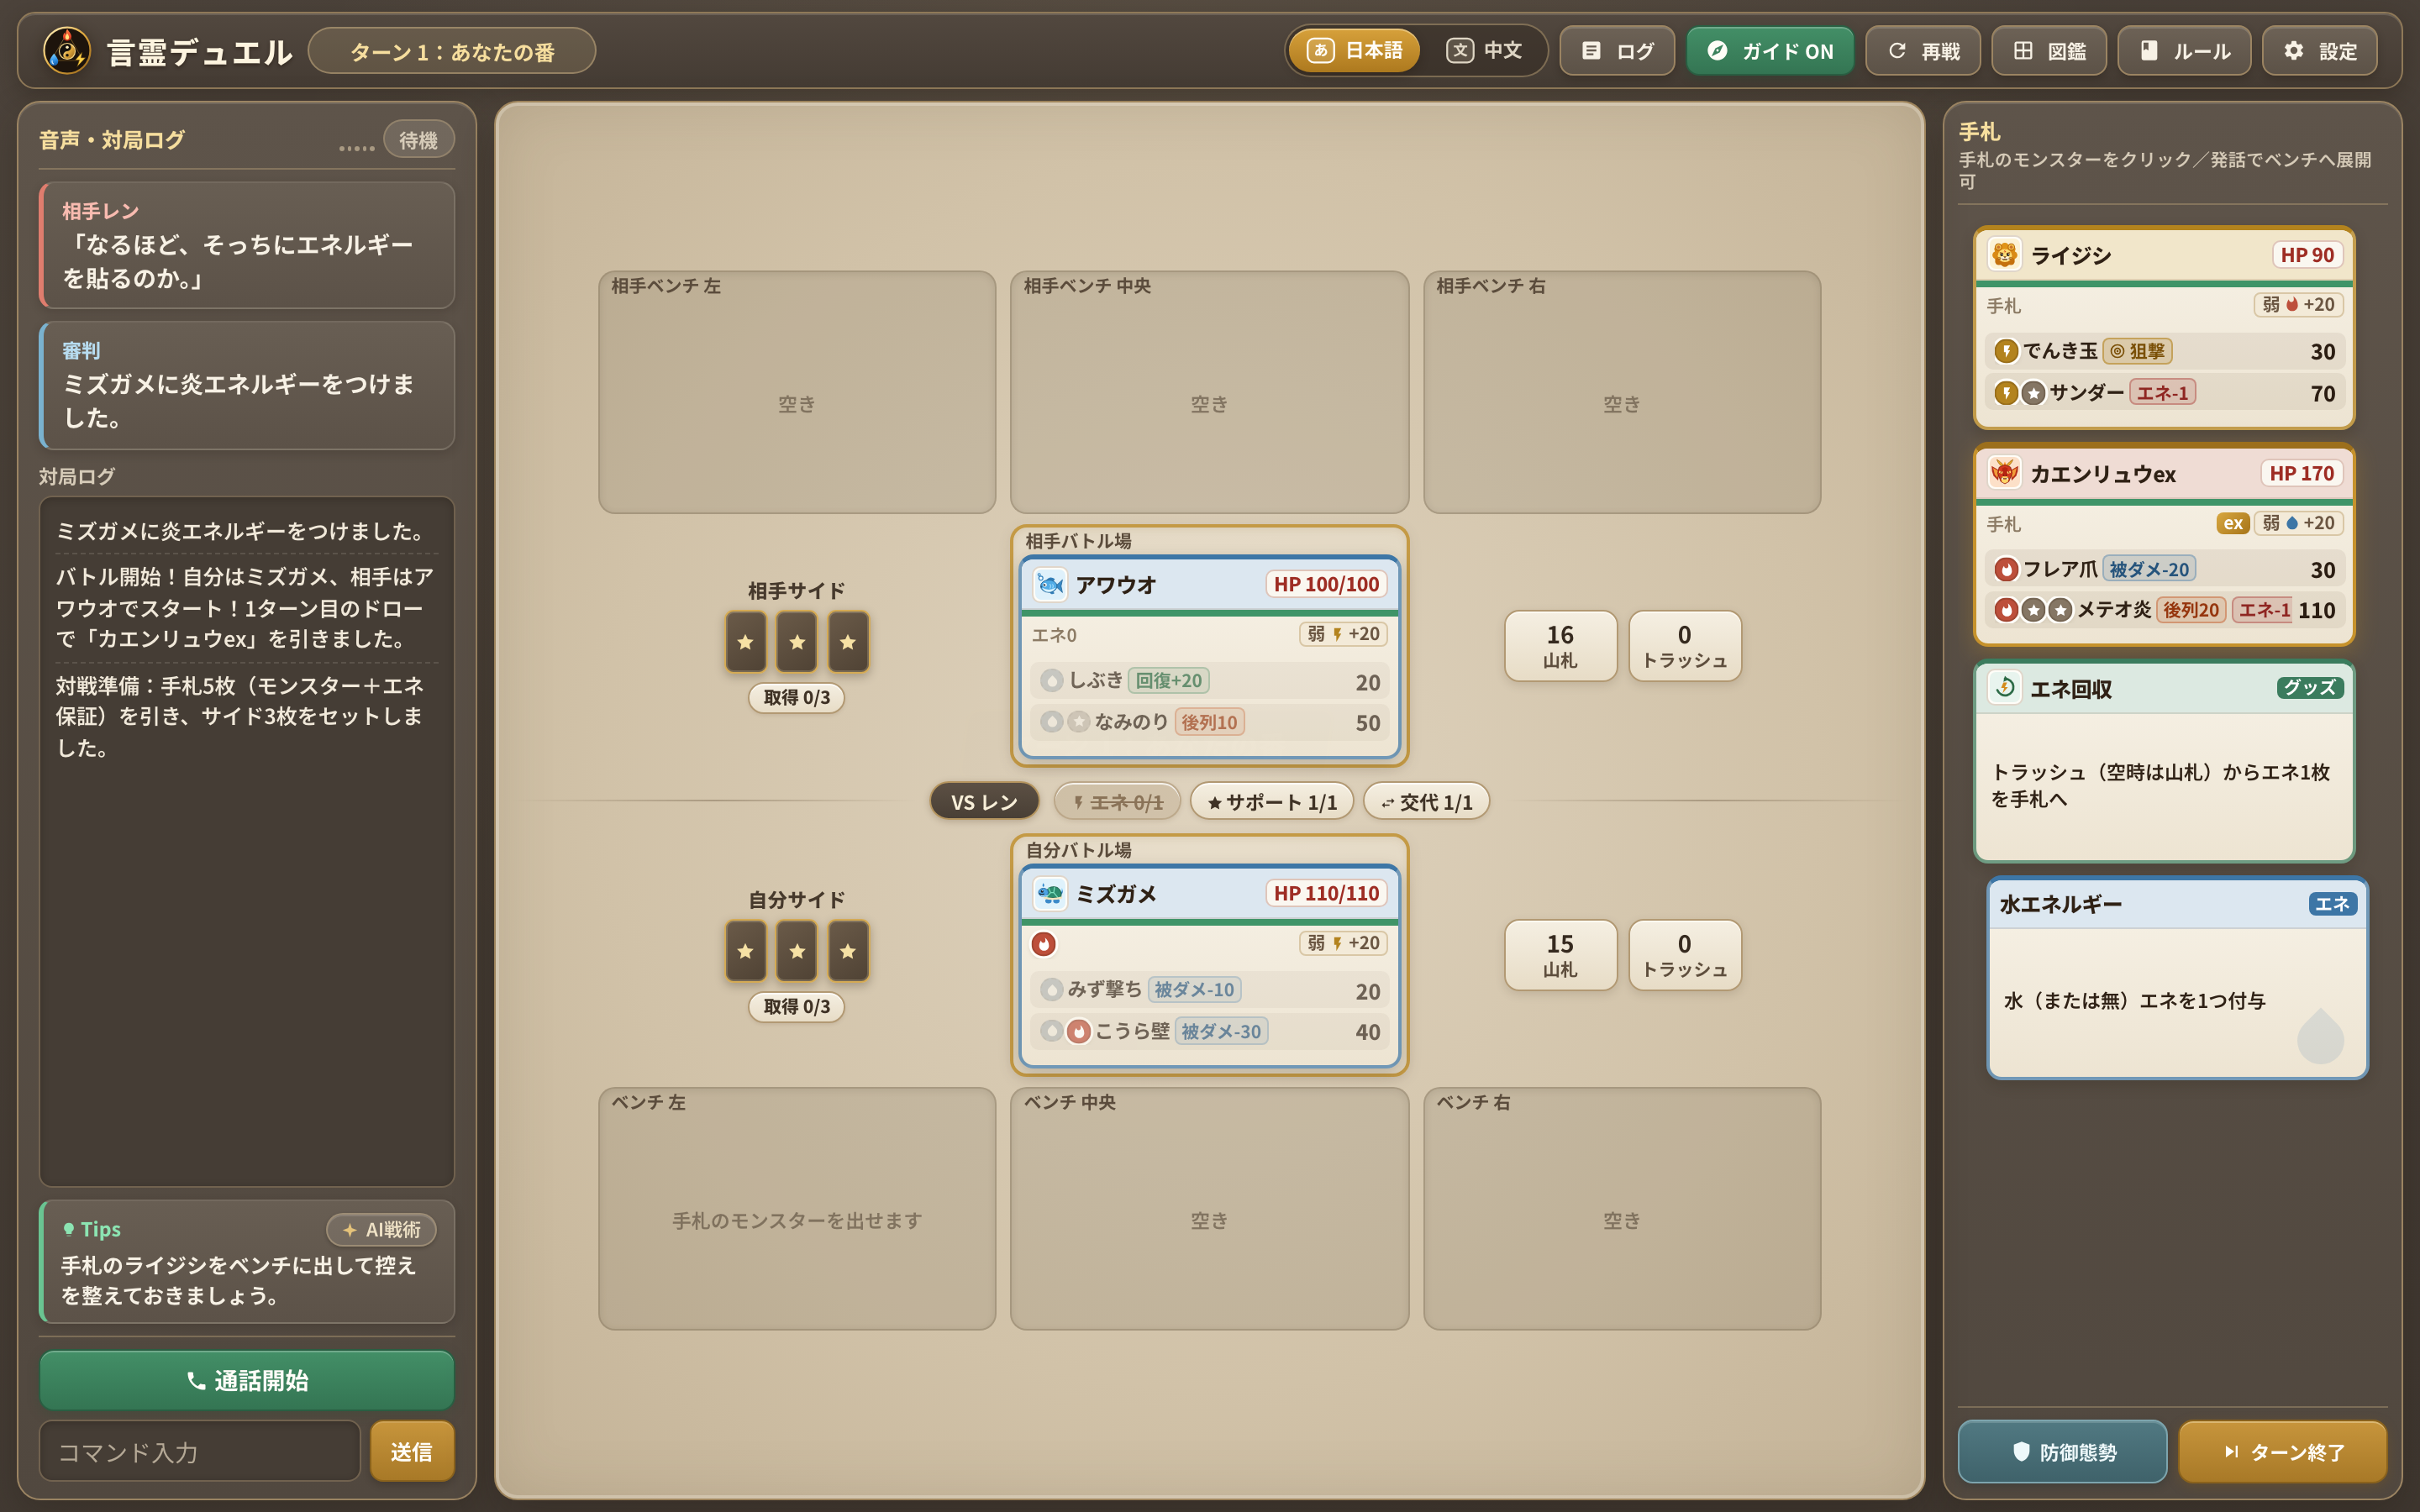 言霊デュエル
ターン 1：あなたの番
あ 日本語
文 中文
ログ
ガイド ON
再戦
図鑑
ルール
設定
音声・対局ログ
待機
相手レン
「なるほど、そっちにエネルギー
を貼るのか。」
審判
ミズガメに炎エネルギーをつけま
した。
対局ログ
ミズガメに炎エネルギーをつけました。
バトル開始！自分はミズガメ、相手はア
ワウオでスタート！1ターン目のドロー
で「カエンリュウex」を引きました。
対戦準備：手札5枚（モンスター＋エネ
保証）を引き、サイド3枚をセットしま
した。
Tips
AI戦術
手札のライジシをベンチに出して控え
を整えておきましょう。
通話開始
コマンド入力
送信
相手ベンチ 左
空き
相手ベンチ 中央
空き
相手ベンチ 右
空き
相手サイド
取得 0/3
相手バトル場
アワウオ
HP 100/100
エネ0
弱 +20
しぶき 回復+20 20
なみのり 後列10 50
16
山札
0
トラッシュ
VS レン
エネ 0/1
サポート 1/1
交代 1/1
自分サイド
取得 0/3
自分バトル場
ミズガメ
HP 110/110
弱 +20
みず撃ち 被ダメ-10 20
こうら壁 被ダメ-30 40
15
山札
0
トラッシュ
ベンチ 左
手札のモンスターを出せます
ベンチ 中央
空き
ベンチ 右
空き
手札
手札のモンスターをクリック／発話でベンチへ展開
可
ライジシ
HP 90
手札
弱 +20
でんき玉 狙撃 30
サンダー エネ-1 70
カエンリュウex
HP 170
手札
ex 弱 +20
フレア爪 被ダメ-20 30
メテオ炎 後列20 エネ-1 110
エネ回収
グッズ
トラッシュ（空時は山札）からエネ1枚
を手札へ
水エネルギー
エネ
水（または無）エネを1つ付与
防御態勢
ターン終了